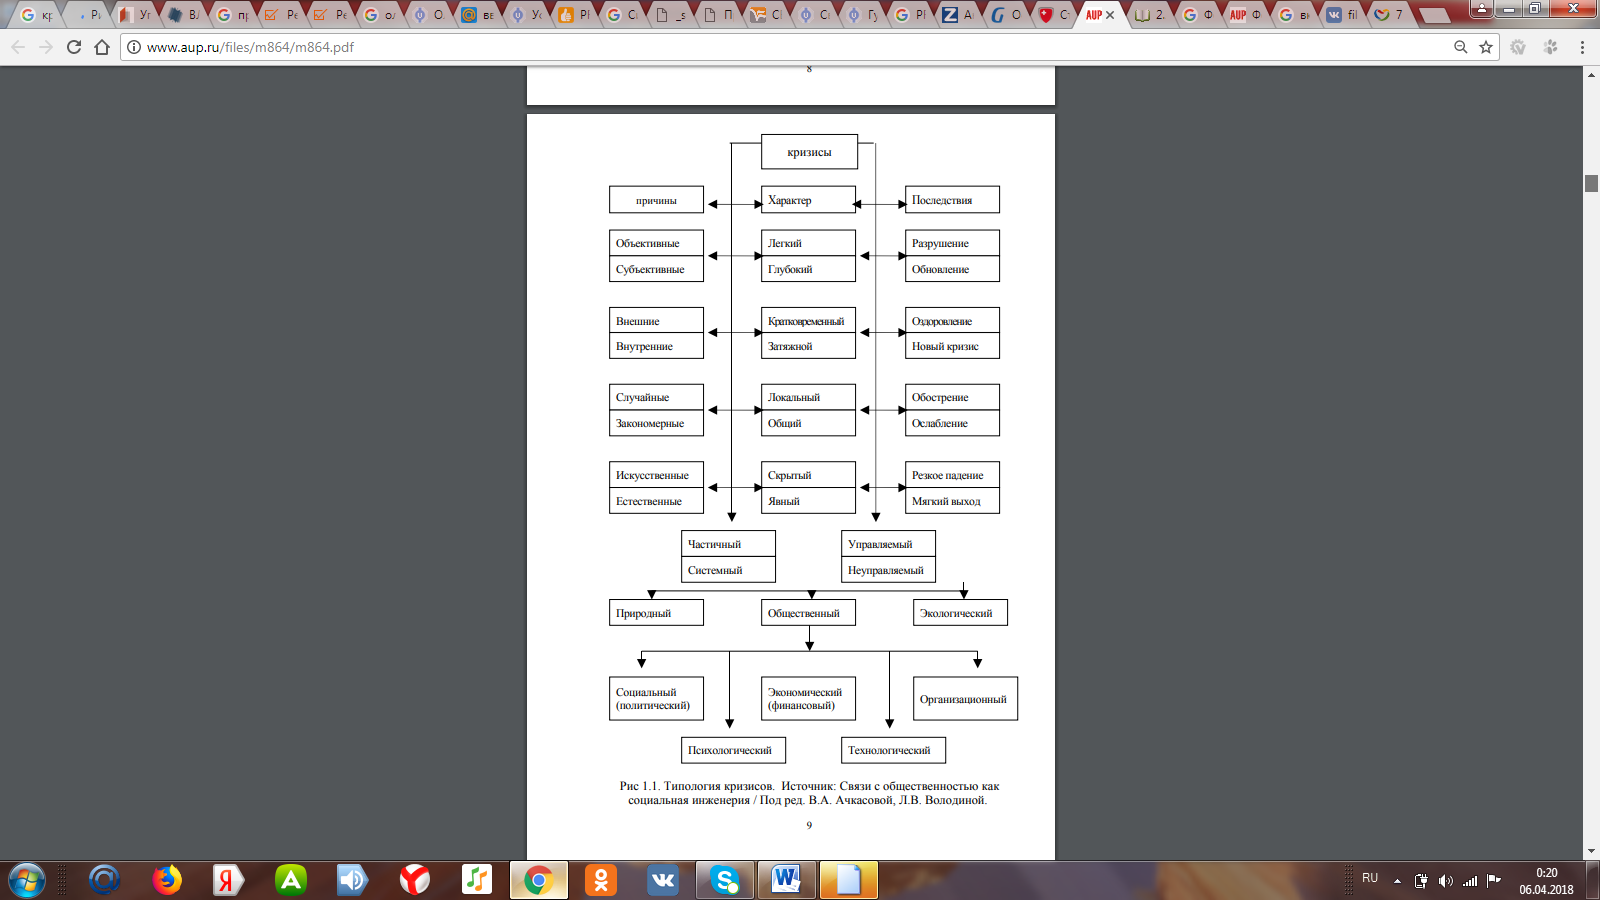 www.aup.ru/files/m864/m864.pdf
8
кризисы
причины
Характер
Последствия
Объективные
Легкий
Разрушение
Субъективные
Глубокий
Обновление
Внешние
Кратковременный
Оздоровление
Внутренние
Затяжной
Новый кризис
Случайные
Локальный
Обострение
Закономерные
Общий
Ослабление
Искусственные
Скрытый
Резкое падение
Естественные
Явный
Мягкий выход
Частичный
Управляемый
Системный
Неуправляемый
Природный
Общественный
Экологический
Социальный
(политический)
Экономический
(финансовый)
Организационный
Психологический
Технологический
Рис 1.1. Типология кризисов. Источник: Связи с общественностью как
социальная инженерия / Под ред. В.А. Ачкасовой, Л.В. Володиной.
9
RU
0:20
06.04.2018